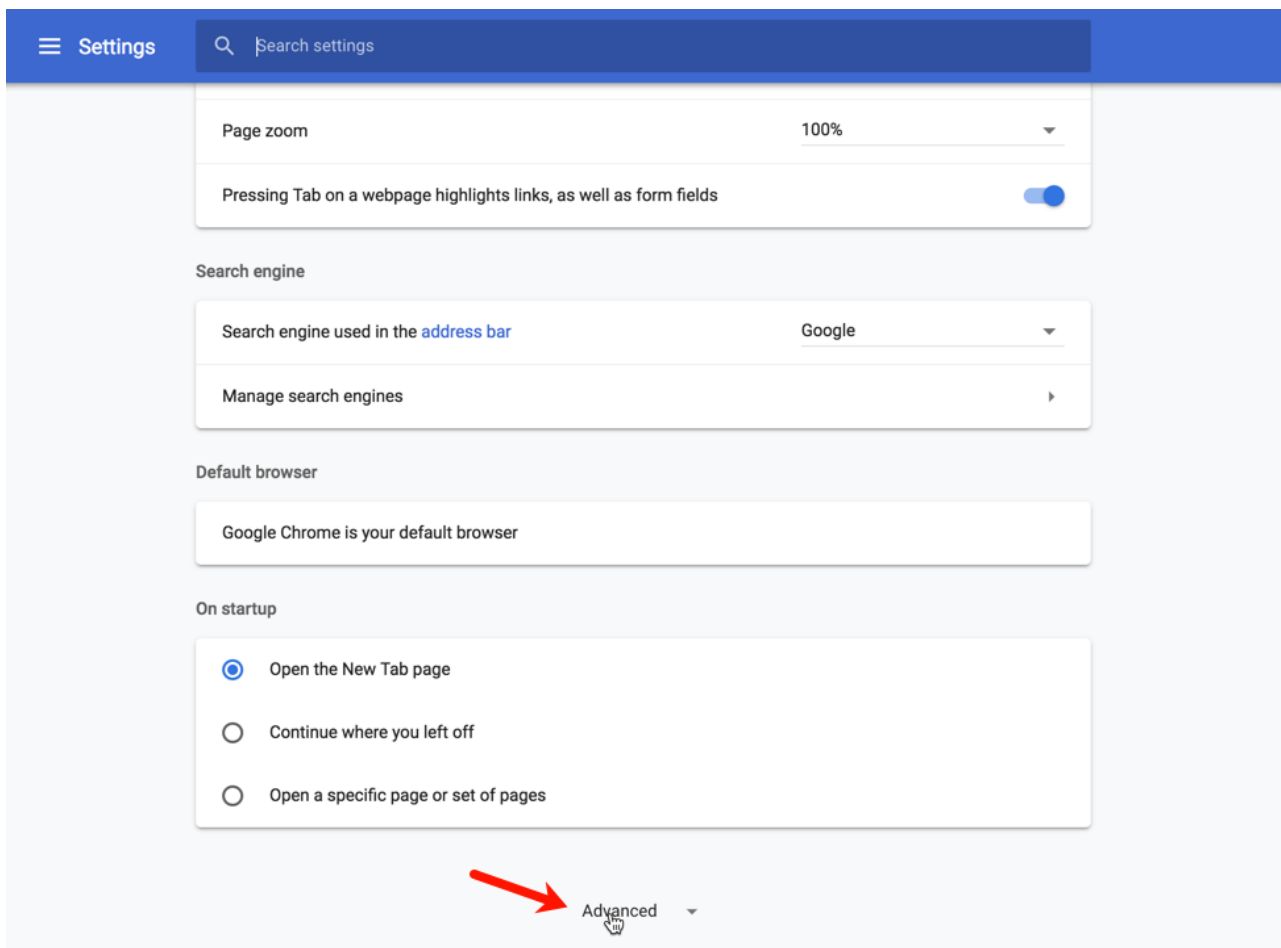 Settings
Search settings
Page zoom 100%
Pressing Tab on a webpage highlights links, as well as form fields
Search engine
Search engine used in the address bar Google
Manage search engines
Default browser
Google Chrome is your default browser
On startup
Open the New Tab page
Continue where you left off
Open a specific page or set of pages
Advanced